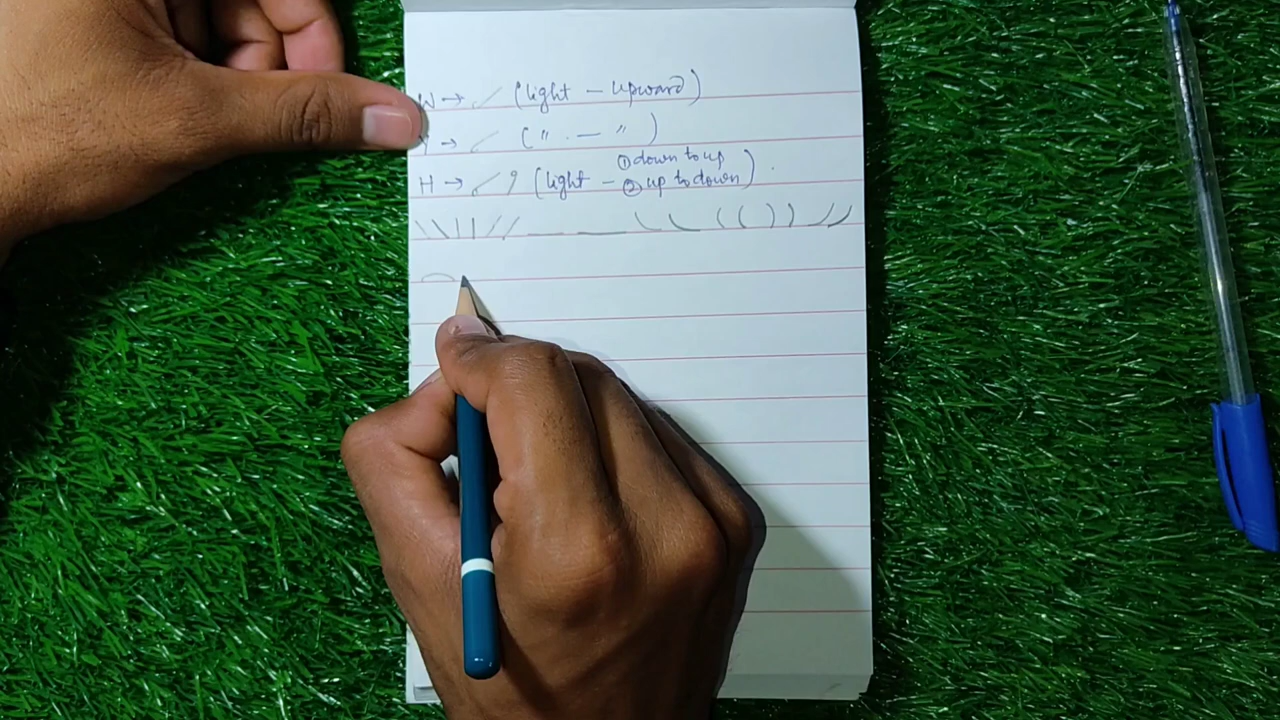 W → (light – upward)
Y → ( " – " )
H → (light – ① down to up
② up to down)